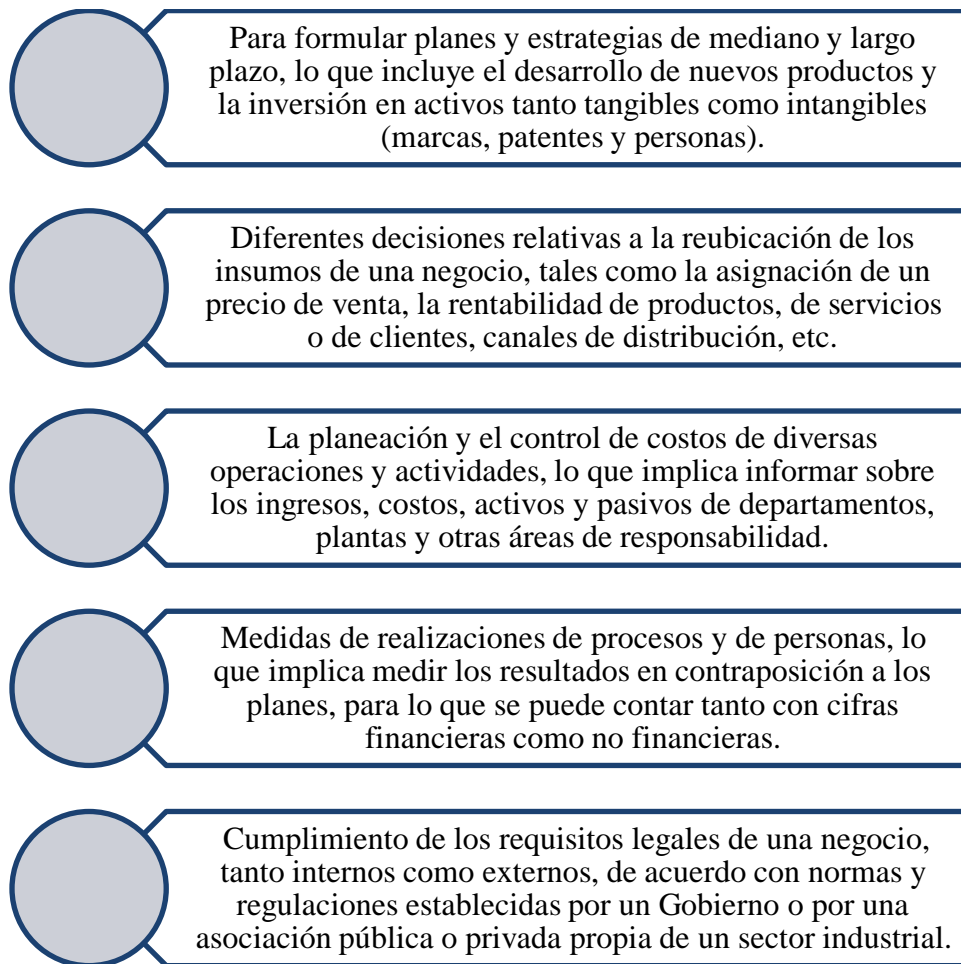 Para formular planes y estrategias de mediano y largo
plazo, lo que incluye el desarrollo de nuevos productos y
la inversión en activos tanto tangibles como intangibles
(marcas, patentes y personas).
Diferentes decisiones relativas a la reubicación de los
insumos de una negocio, tales como la asignación de un
precio de venta, la rentabilidad de productos, de servicios
o de clientes, canales de distribución, etc.
La planeación y el control de costos de diversas
operaciones y actividades, lo que implica informar sobre
los ingresos, costos, activos y pasivos de departamentos,
plantas y otras áreas de responsabilidad.
Medidas de realizaciones de procesos y de personas, lo
que implica medir los resultados en contraposición a los
planes, para lo que se puede contar tanto con cifras
financieras como no financieras.
Cumplimiento de los requisitos legales de una negocio,
tanto internos como externos, de acuerdo con normas y
regulaciones establecidas por un Gobierno o por una
asociación pública o privada propia de un sector industrial.